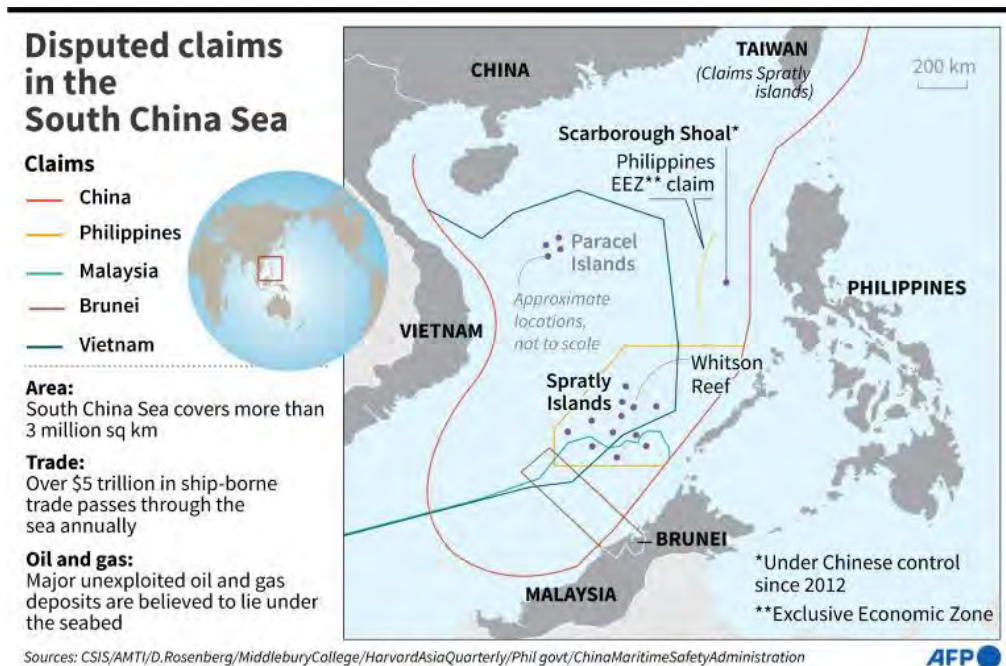 Disputed claims
in the
South China Sea
Claims
China
Philippines
Malaysia
Brunei
Vietnam
Area:
South China Sea covers more than
3 million sq km
Trade:
Over $5 trillion in ship-borne
trade passes through the
sea annually
Oil and gas:
Major unexploited oil and gas
deposits are believed to lie under
the seabed
CHINA
TAIWAN
(Claims Spratly
islands)
200 km
Scarborough Shoal*
Philippines
EEZ** claim
Paracel
Islands
Approximate
locations,
not to scale
VIETNAM
PHILIPPINES
Spratly
Islands
Whitson
Reef
BRUNEI
MALAYSIA
*Under Chinese control
since 2012
**Exclusive Economic Zone
Sources: CSIS/AMTI/D.Rosenberg/MiddleburyCollege/HarvardAsiaQuarterly/Phil govt/ChinaMaritimeSafetyAdministration
AFP